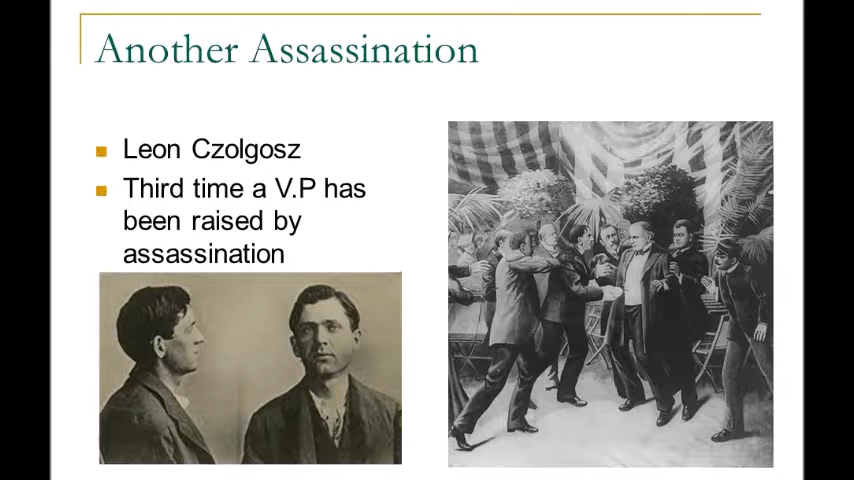 Another Assassination
Leon Czolgosz
Third time a V.P has
been raised by
assassination